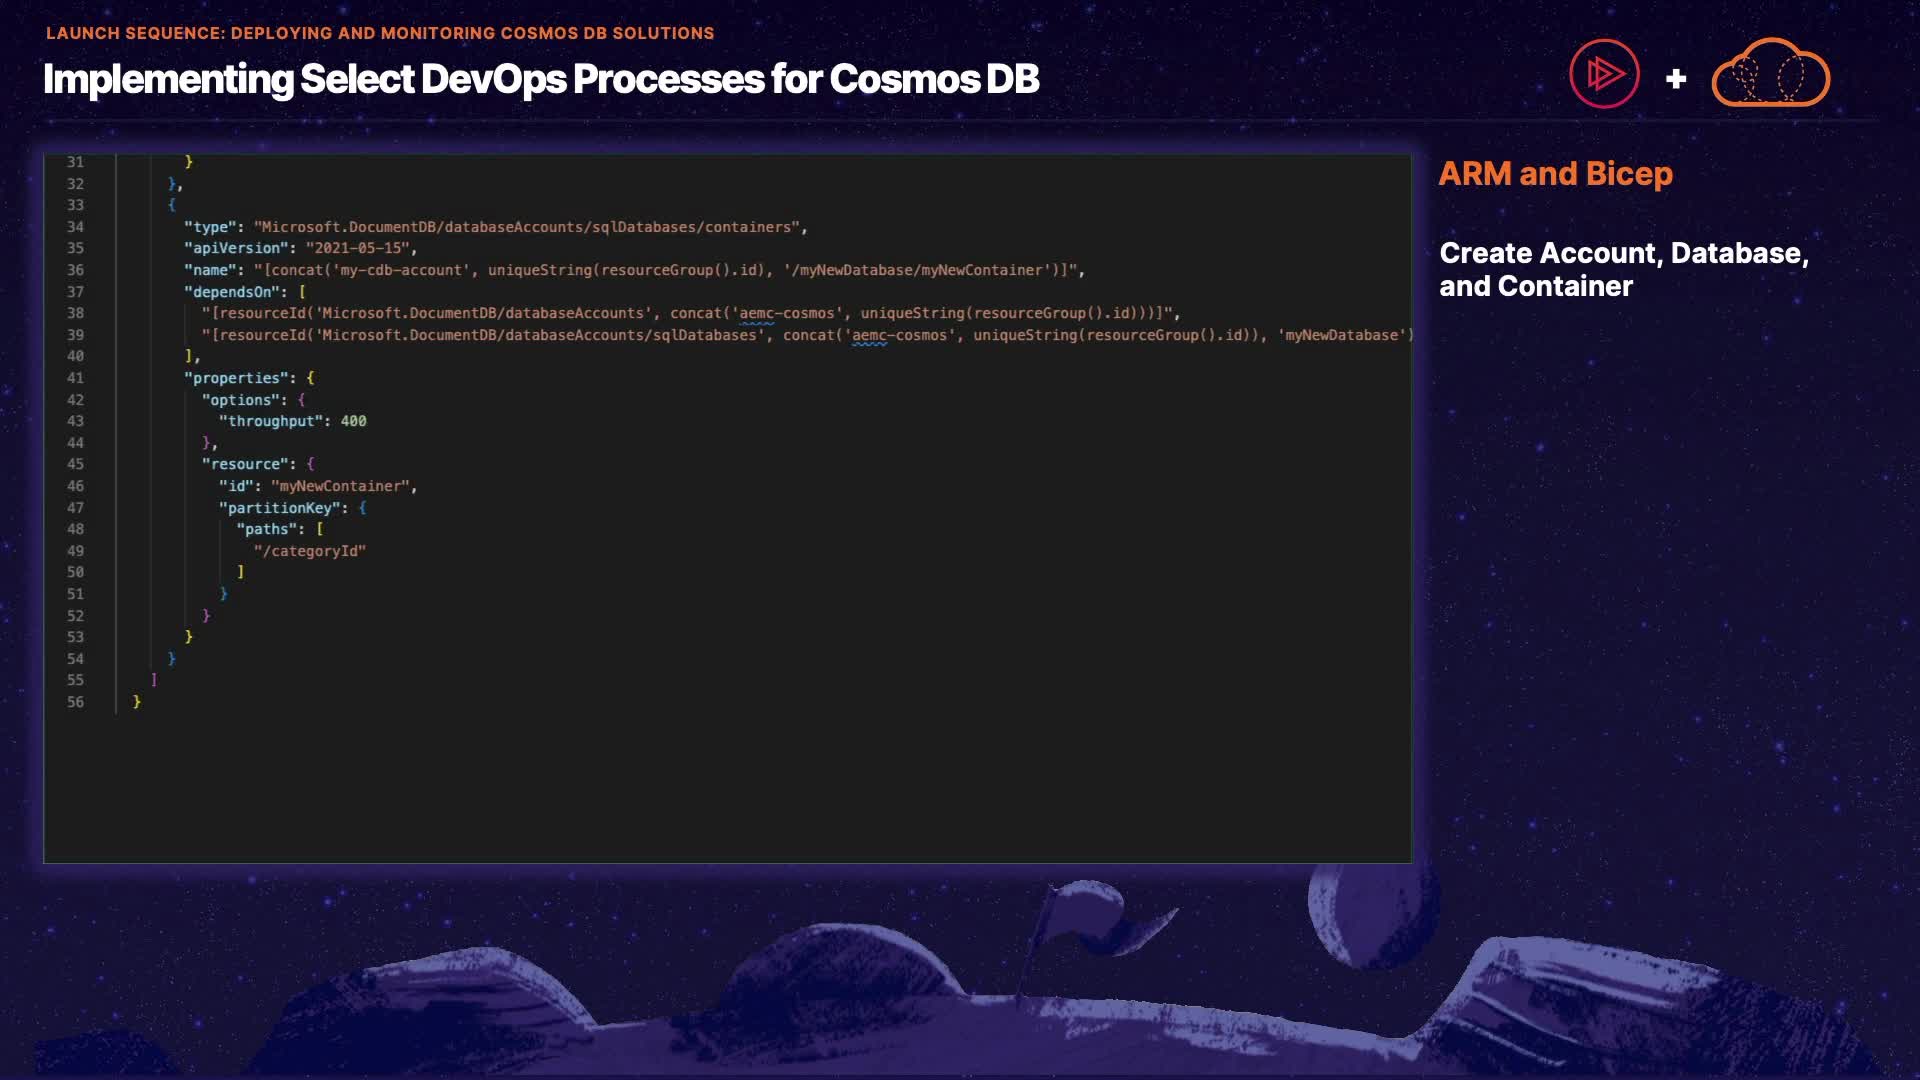 LAUNCH SEQUENCE: DEPLOYING AND MONITORING COSMOS DB SOLUTIONS
Implementing Select DevOps Processes for Cosmos DB
+
31 }
32 },
33 {
34 "type": "Microsoft.DocumentDB/databaseAccounts/sqlDatabases/containers",
35 "apiVersion": "2021-05-15",
36 "name": "[concat('my-cdb-account', uniqueString(resourceGroup().id), '/myNewDatabase/myNewContainer')]",
37 "dependsOn": [
38 "[resourceId('Microsoft.DocumentDB/databaseAccounts', concat('aemc-cosmos', uniqueString(resourceGroup().id)))]",
39 "[resourceId('Microsoft.DocumentDB/databaseAccounts/sqlDatabases', concat('aemc-cosmos', uniqueString(resourceGroup().id)), 'myNewDatabase')
40 ],
41 "properties": {
42 "options": {
43 "throughput": 400
44 },
45 "resource": {
46 "id": "myNewContainer",
47 "partitionKey": {
48 "paths": [
49 "/categoryId"
50 ]
51 }
52 }
53 }
54 }
55 ]
56 }
ARM and Bicep
Create Account, Database,
and Container